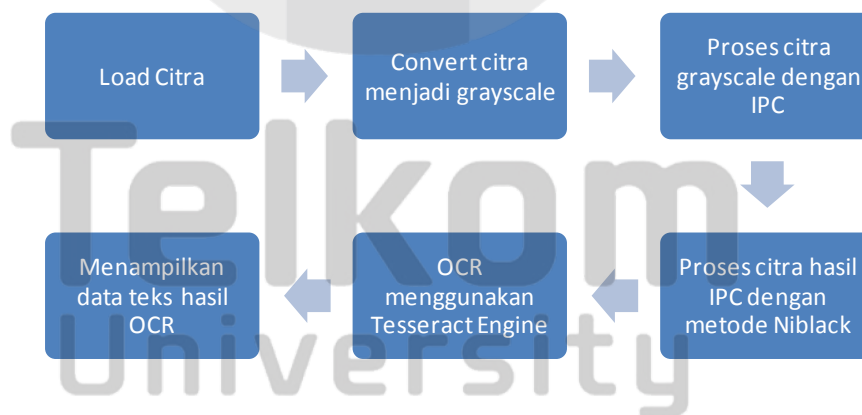 Load Citra
Convert citra
menjadi grayscale
Proses citra
grayscale dengan
IPC
Proses citra hasil
IPC dengan
metode Niblack
OCR
menggunakan
Tesseract Engine
Menampilkan
data teks hasil
OCR
Telkom
University